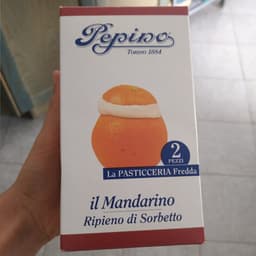 Pepino
Torino 1884
2
PEZZI
La PASTICCERIA Fredda
il Mandarino
Ripieno di Sorbetto